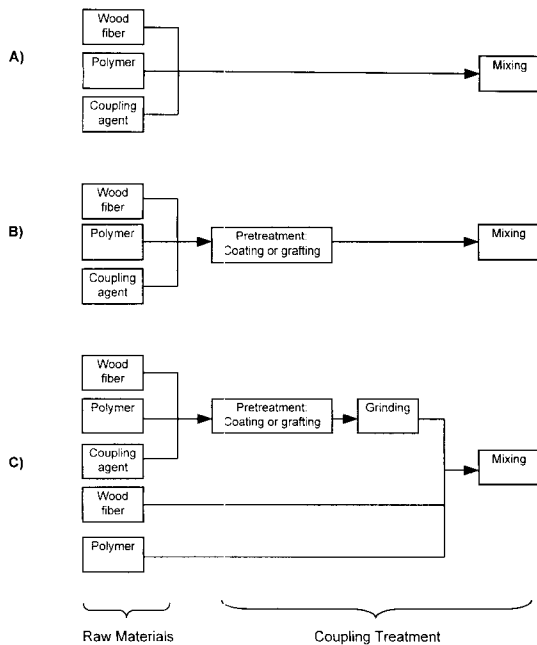 A)
Wood
fiber
Polymer
Coupling
agent
Mixing
B)
Wood
fiber
Polymer
Coupling
agent
Pretreatment:
Coating or grafting
Mixing
C)
Wood
fiber
Polymer
Coupling
agent
Wood
fiber
Polymer
Pretreatment:
Coating or grafting
Grinding
Mixing
Raw Materials
Coupling Treatment